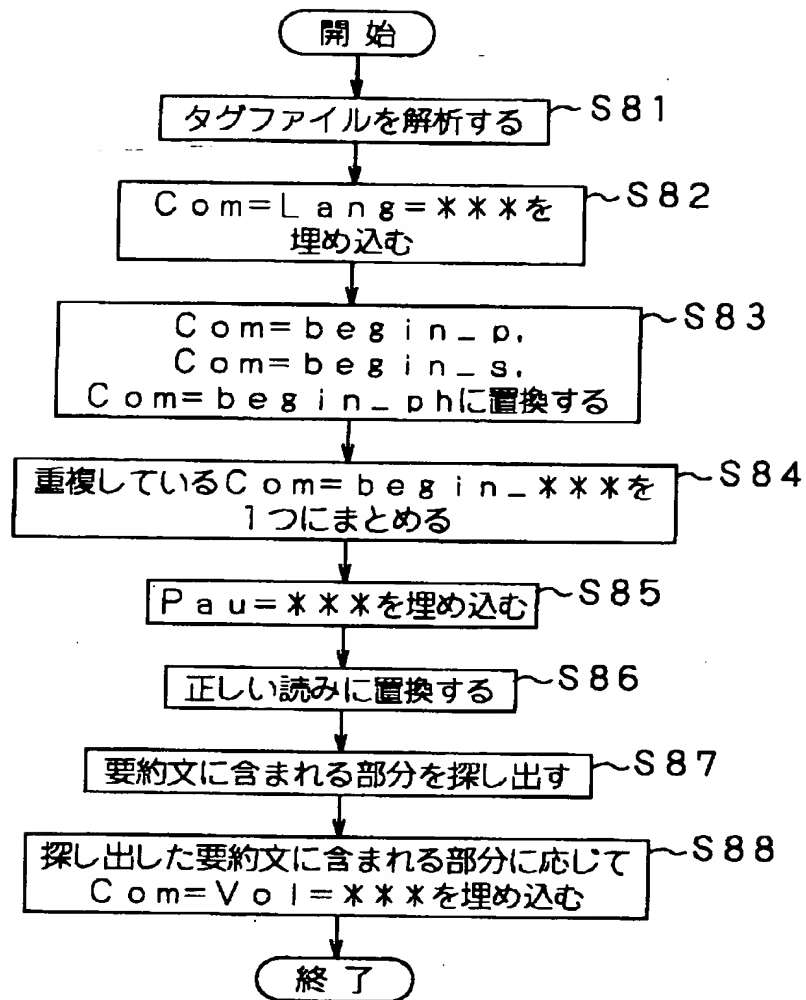 開始
タグファイルを解析する
S81
Com=Lang=***を
埋め込む
S82
Com=begin_p,
Com=begin_s,
Com=begin_phに置換する
S83
重複しているCom=begin_***を
1つにまとめる
S84
Pau=***を埋め込む
S85
正しい読みに置換する
S86
要約文に含まれる部分を探し出す
S87
探し出した要約文に含まれる部分に応じて
Com=Vol=***を埋め込む
S88
終了